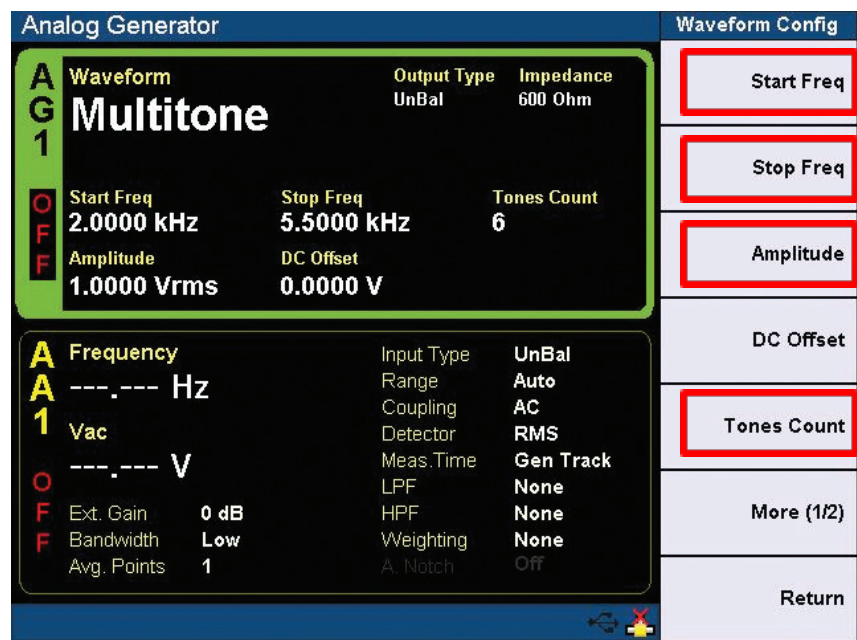 Analog Generator
Waveform Config
AG1
OFF
Waveform
Multitone
Output Type
UnBal
Impedance
600 Ohm
Start Freq
2.0000 kHz
Stop Freq
5.5000 kHz
Tones Count
6
Amplitude
1.0000 Vrms
DC Offset
0.0000 V
AA1
OFF
Frequency
---.--- Hz
Vac
---.--- V
Ext. Gain 0 dB
Bandwidth Low
Avg. Points 1
Input Type UnBal
Range Auto
Coupling AC
Detector RMS
Meas.Time Gen Track
LPF None
HPF None
Weighting None
A. Notch Off
Start Freq
Stop Freq
Amplitude
DC Offset
Tones Count
More (1/2)
Return